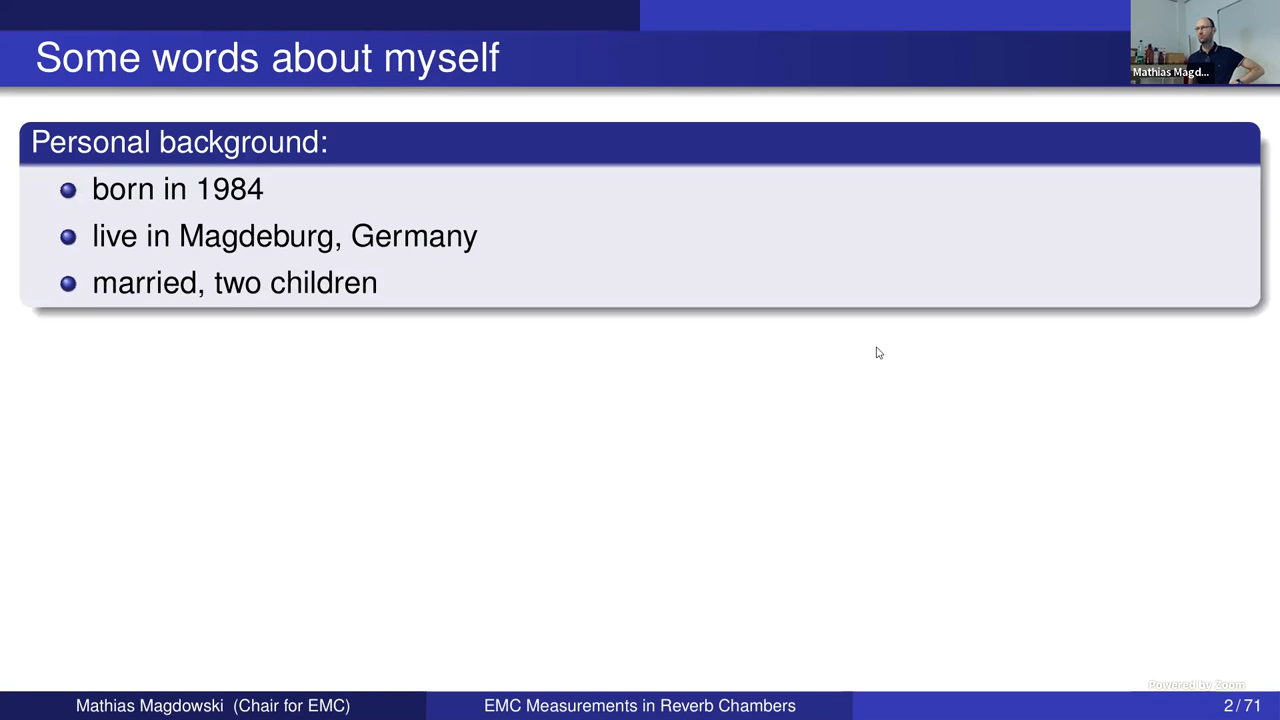 Some words about myself
Mathias Magd...
Personal background:
born in 1984
live in Magdeburg, Germany
married, two children
Powered by Zoom
Mathias Magdowski (Chair for EMC)
EMC Measurements in Reverb Chambers
2 / 71